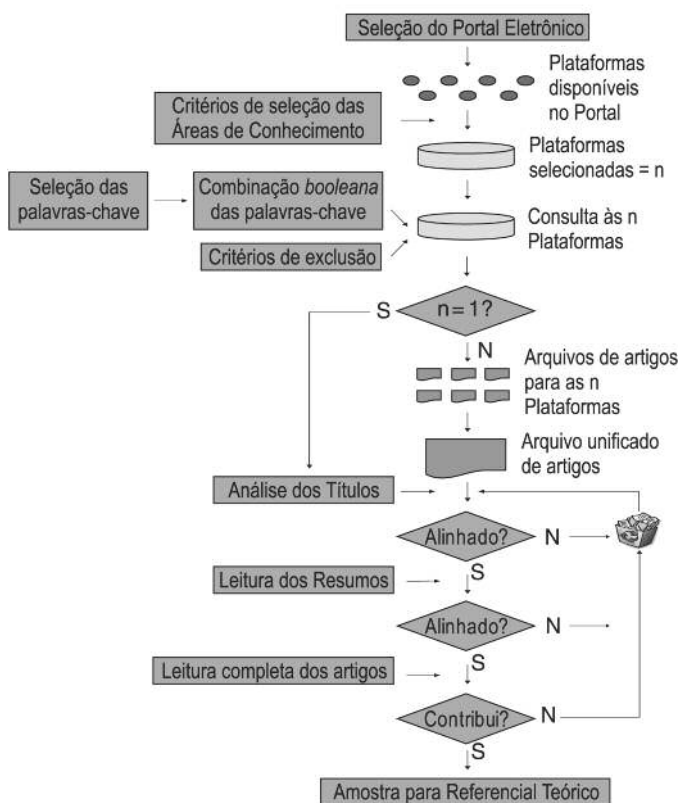 Seleção do Portal Eletrônico
Plataformas
disponíveis
no Portal
Critérios de seleção das
Áreas de Conhecimento
Plataformas
selecionadas = n
Seleção das
palavras-chave
Combinação booleana
das palavras-chave
Consulta às n
Plataformas
Critérios de exclusão
S
n = 1?
N
Arquivos de artigos
para as n
Plataformas
Arquivo unificado
de artigos
Análise dos Títulos
Alinhado?
N
S
Leitura dos Resumos
Alinhado?
N
S
Leitura completa dos artigos
Contribui?
N
S
Amostra para Referencial Teórico